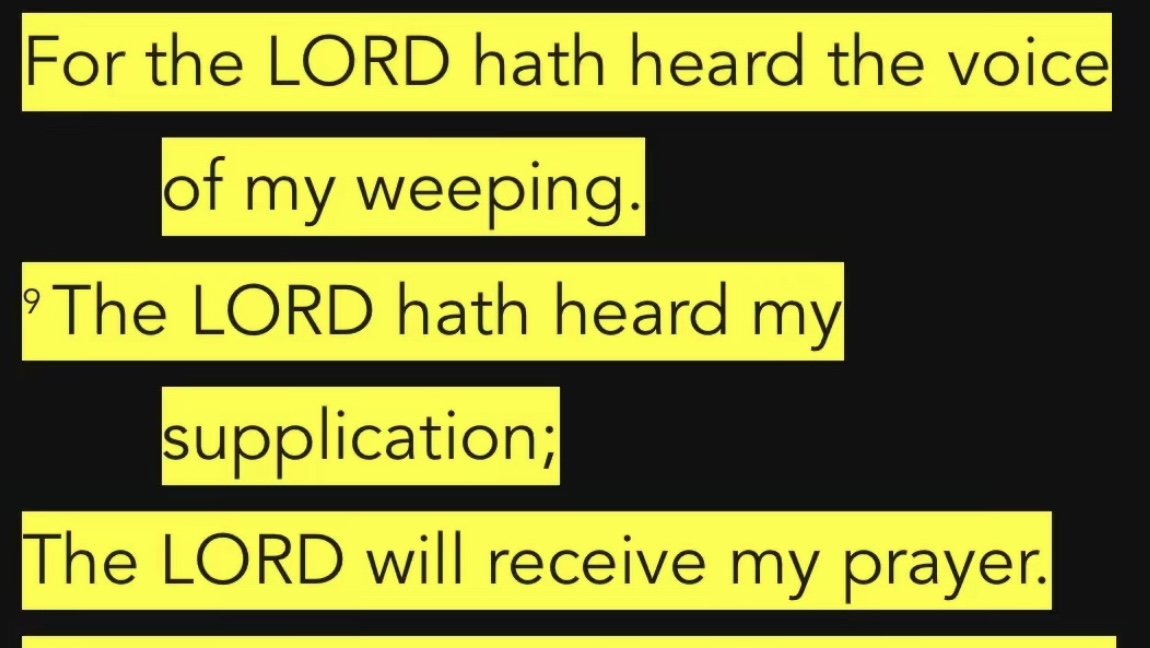 For the LORD hath heard the voice
of my weeping.
9 The LORD hath heard my
supplication;
The LORD will receive my prayer.